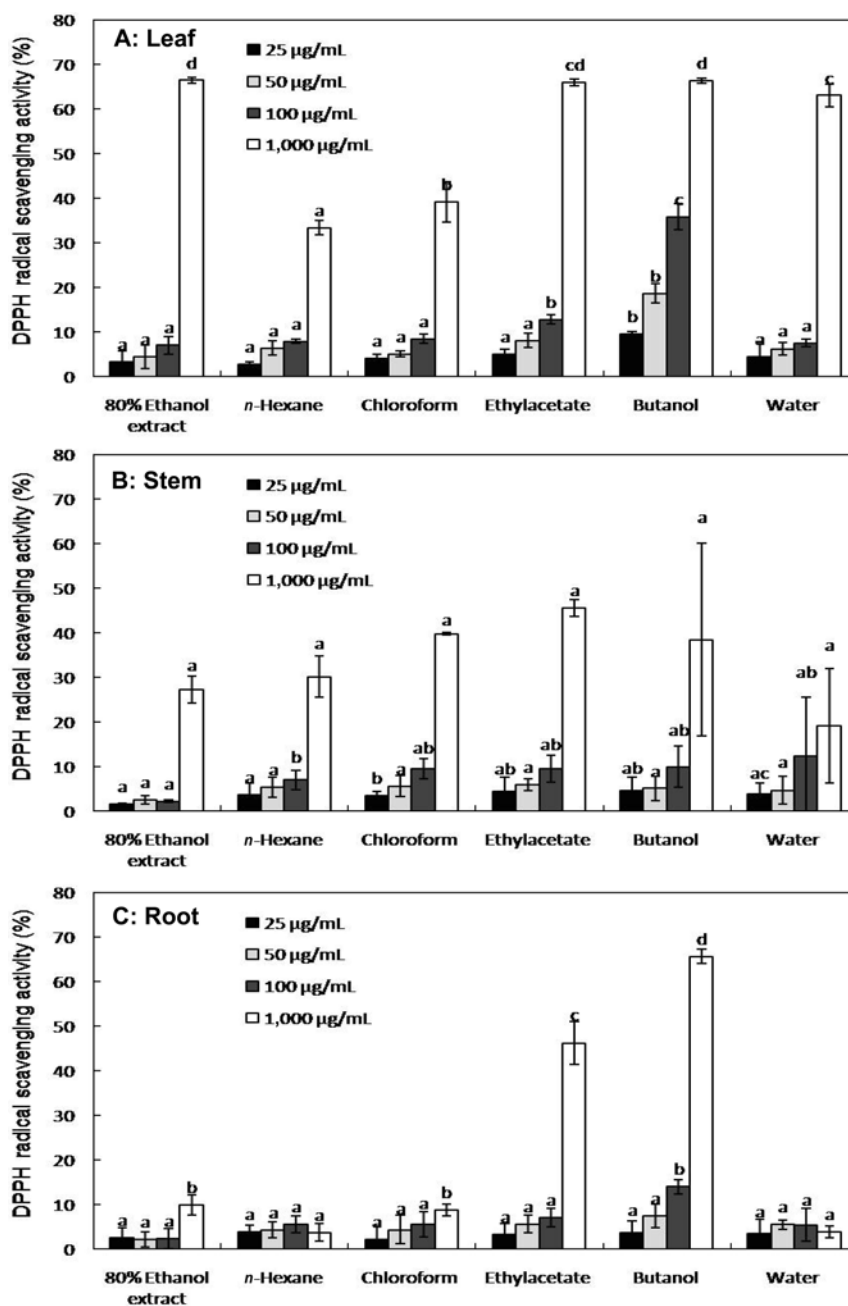 80
70
60
50
40
30
20
10
0
DPPH radical scavenging activity (%)
A: Leaf
25 µg/mL
50 µg/mL
100 µg/mL
1,000 µg/mL
a a a d
a a a a
a a a b
a a b cd
b b c d
a a a c
80% Ethanol extract
n-Hexane
Chloroform
Ethylacetate
Butanol
Water
80
70
60
50
40
30
20
10
0
DPPH radical scavenging activity (%)
B: Stem
25 µg/mL
50 µg/mL
100 µg/mL
1,000 µg/mL
a a a a
a a b a
b a ab a
ab a ab a
ab a ab a
ac a ab a
80% Ethanol extract
n-Hexane
Chloroform
Ethylacetate
Butanol
Water
80
70
60
50
40
30
20
10
0
DPPH radical scavenging activity (%)
C: Root
25 µg/mL
50 µg/mL
100 µg/mL
1,000 µg/mL
a a a b
a a a a
a a a b
a a a c
a a b d
a a a a
80% Ethanol extract
n-Hexane
Chloroform
Ethylacetate
Butanol
Water